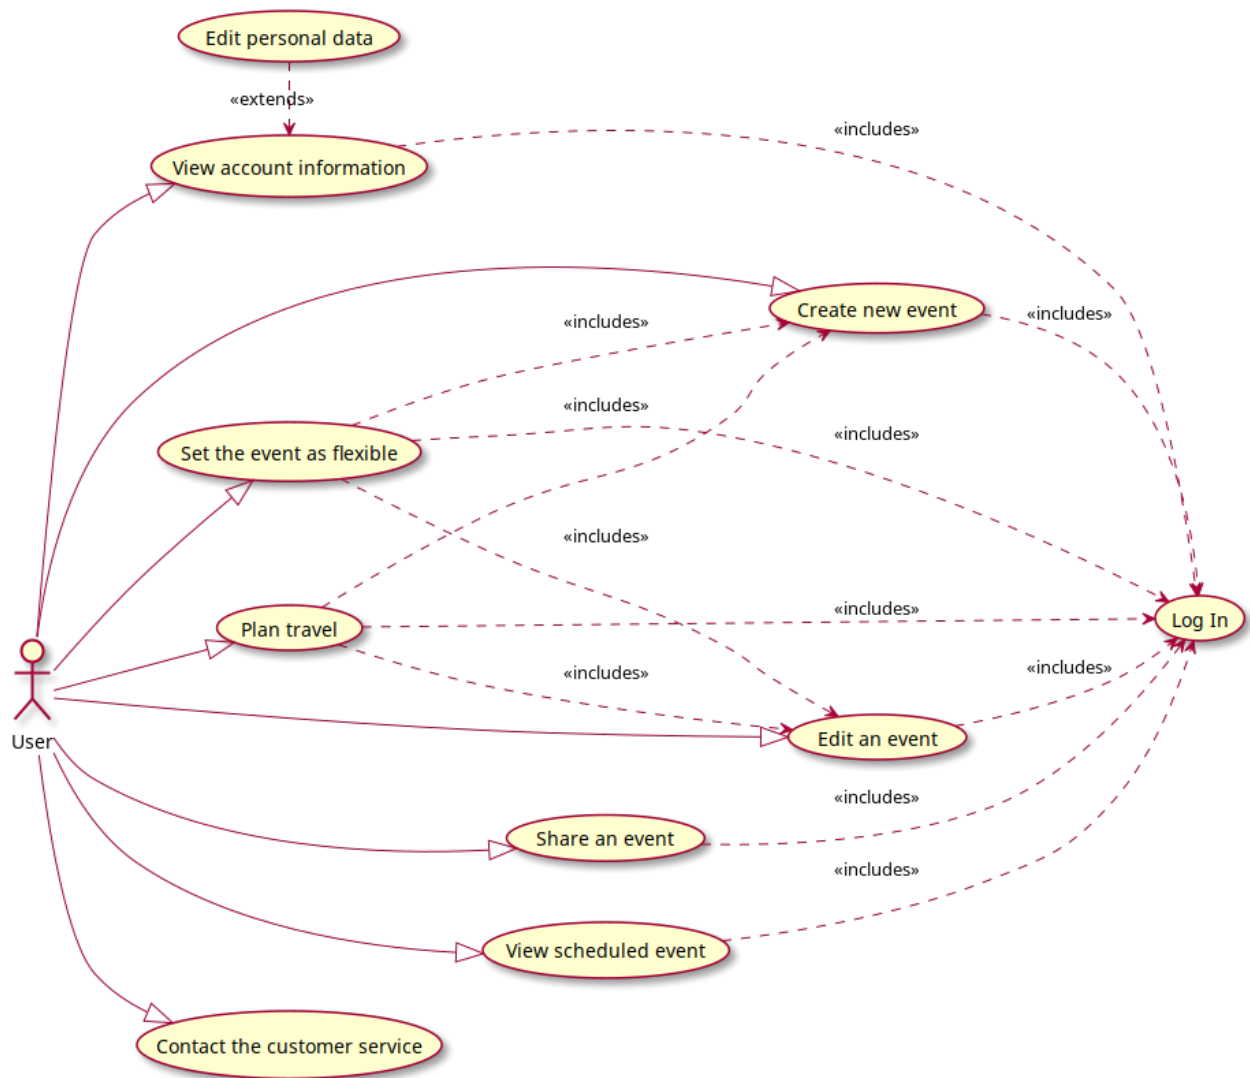 Edit personal data
«extends»
View account information
«includes»
Create new event
«includes»
«includes»
«includes»
Set the event as flexible
«includes»
«includes»
Plan travel
«includes»
Log In
«includes»
«includes»
User
Edit an event
«includes»
Share an event
«includes»
View scheduled event
Contact the customer service